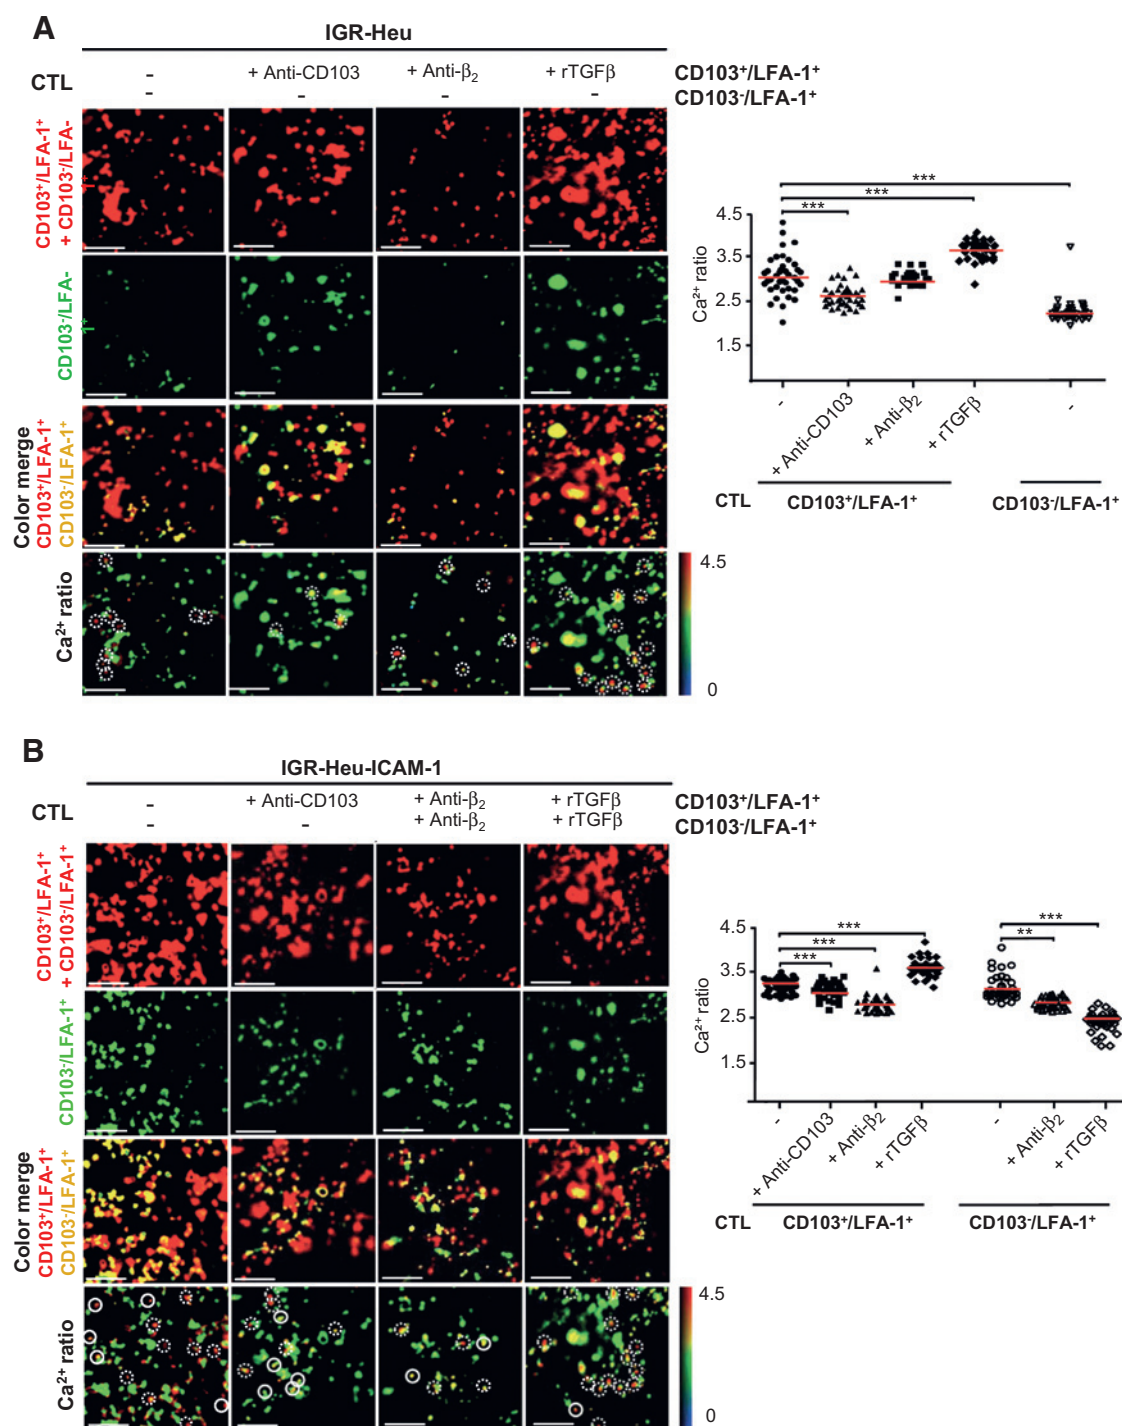 A
IGR-Heu
CTL
- + Anti-CD103 + Anti-β₂ + rTGFβ CD103⁺/LFA-1⁺
- - - - CD103⁻/LFA-1⁺
CD103⁺/LFA-1⁺
+ CD103⁻/LFA-
1⁺
CD103⁻/LFA-
1⁺
Color merge
CD103⁺/LFA-1⁺
CD103⁻/LFA-1⁺
Ca²⁺ ratio
4.5
0
***
***
***
Ca²⁺ ratio
4.5
3.5
2.5
1.5
-
+ Anti-CD103
+ Anti-β₂
+ rTGFβ
-
CTL CD103⁺/LFA-1⁺ CD103⁻/LFA-1⁺
B
IGR-Heu-ICAM-1
CTL
- + Anti-CD103 + Anti-β₂ + rTGFβ CD103⁺/LFA-1⁺
- - + Anti-β₂ + rTGFβ CD103⁻/LFA-1⁺
CD103⁺/LFA-1⁺
+ CD103⁻/LFA-1⁺
CD103⁻/LFA-1⁺
Color merge
CD103⁺/LFA-1⁺
CD103⁻/LFA-1⁺
Ca²⁺ ratio
4.5
0
***
***
***
***
**
Ca²⁺ ratio
4.5
3.5
2.5
1.5
-
+ Anti-CD103
+ Anti-β₂
+ rTGFβ
-
+ Anti-β₂
+ rTGFβ
CTL CD103⁺/LFA-1⁺ CD103⁻/LFA-1⁺